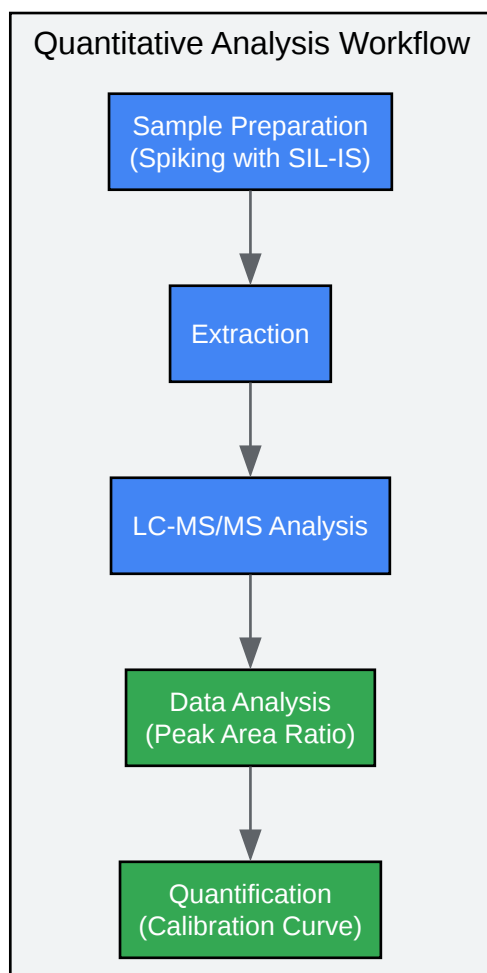 Quantitative Analysis Workflow
Sample Preparation
(Spiking with SIL-IS)
Extraction
LC-MS/MS Analysis
Data Analysis
(Peak Area Ratio)
Quantification
(Calibration Curve)